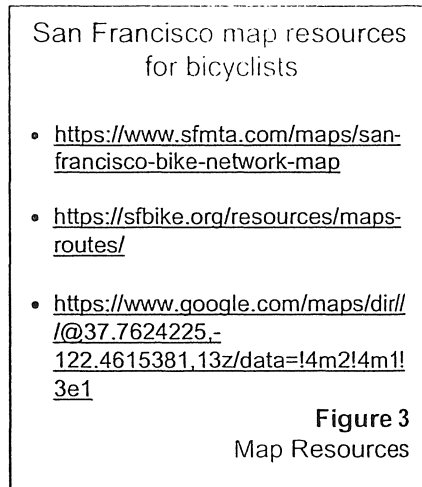 San Francisco map resources
for bicyclists
• https://www.sfmta.com/maps/san-
francisco-bike-network-map
• https://sfbike.org/resources/maps-
routes/
• https://www.google.com/maps/dir//
/@37.7624225,-
122.4615381,13z/data=!4m2!4m1!
3e1
Figure 3
Map Resources